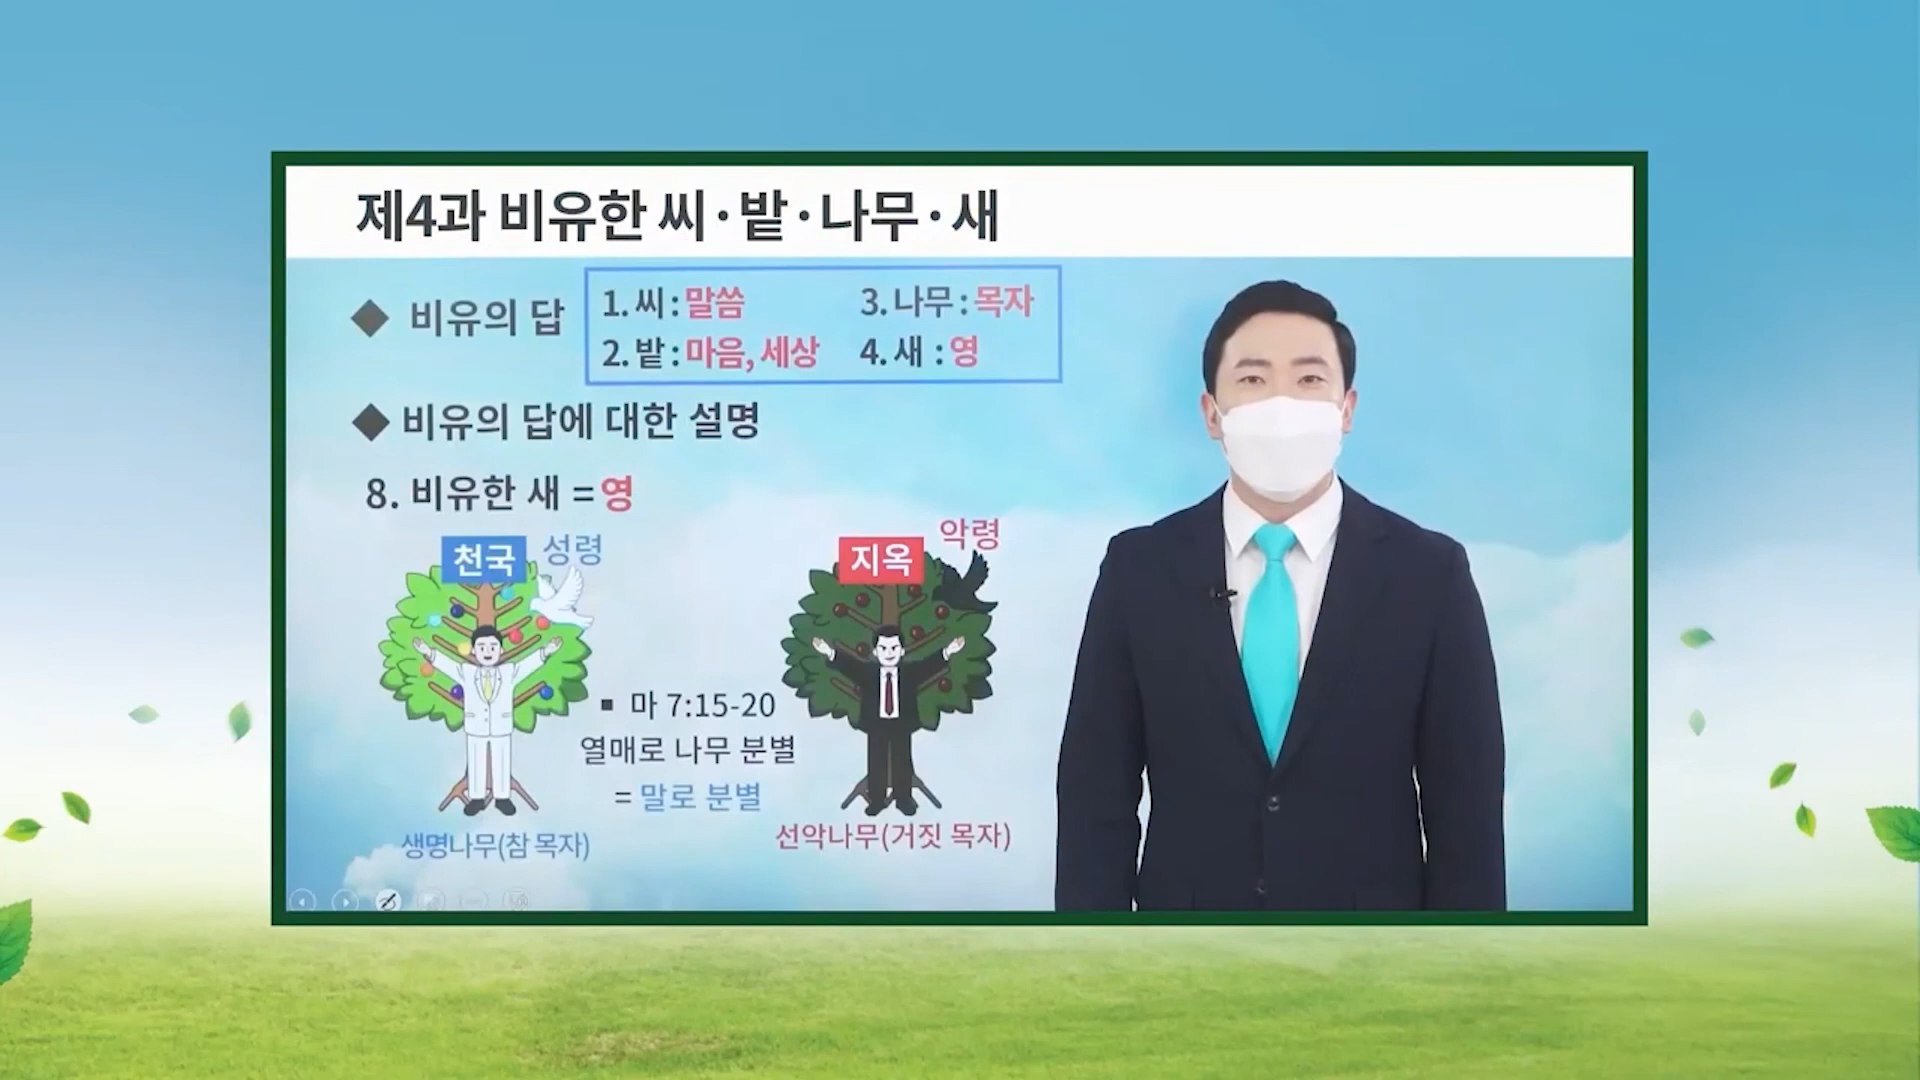 제4과 비유한 씨·밭·나무·새
◆ 비유의 답
1. 씨 : 말씀
3. 나무 : 목자
2. 밭 : 마음, 세상
4. 새 : 영
◆ 비유의 답에 대한 설명
8. 비유한 새 = 영
천국
성령
지옥
악령
▪ 마 7:15-20
열매로 나무 분별
= 말로 분별
생명나무(참 목자)
선악나무(거짓 목자)